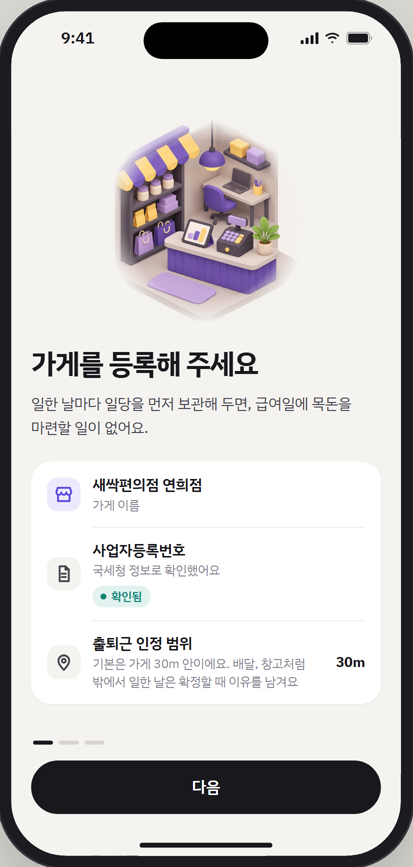 9:41
가게를 등록해 주세요
일한 날마다 일당을 먼저 보관해 두면, 급여일에 목돈을
마련할 일이 없어요.
새싹편의점 연희점
가게 이름
사업자등록번호
국세청 정보로 확인했어요
확인됨
출퇴근 인정 범위
기본은 가게 30m 안이에요. 배달, 창고처럼
밖에서 일한 날은 확정할 때 이유를 남겨요
30m
다음